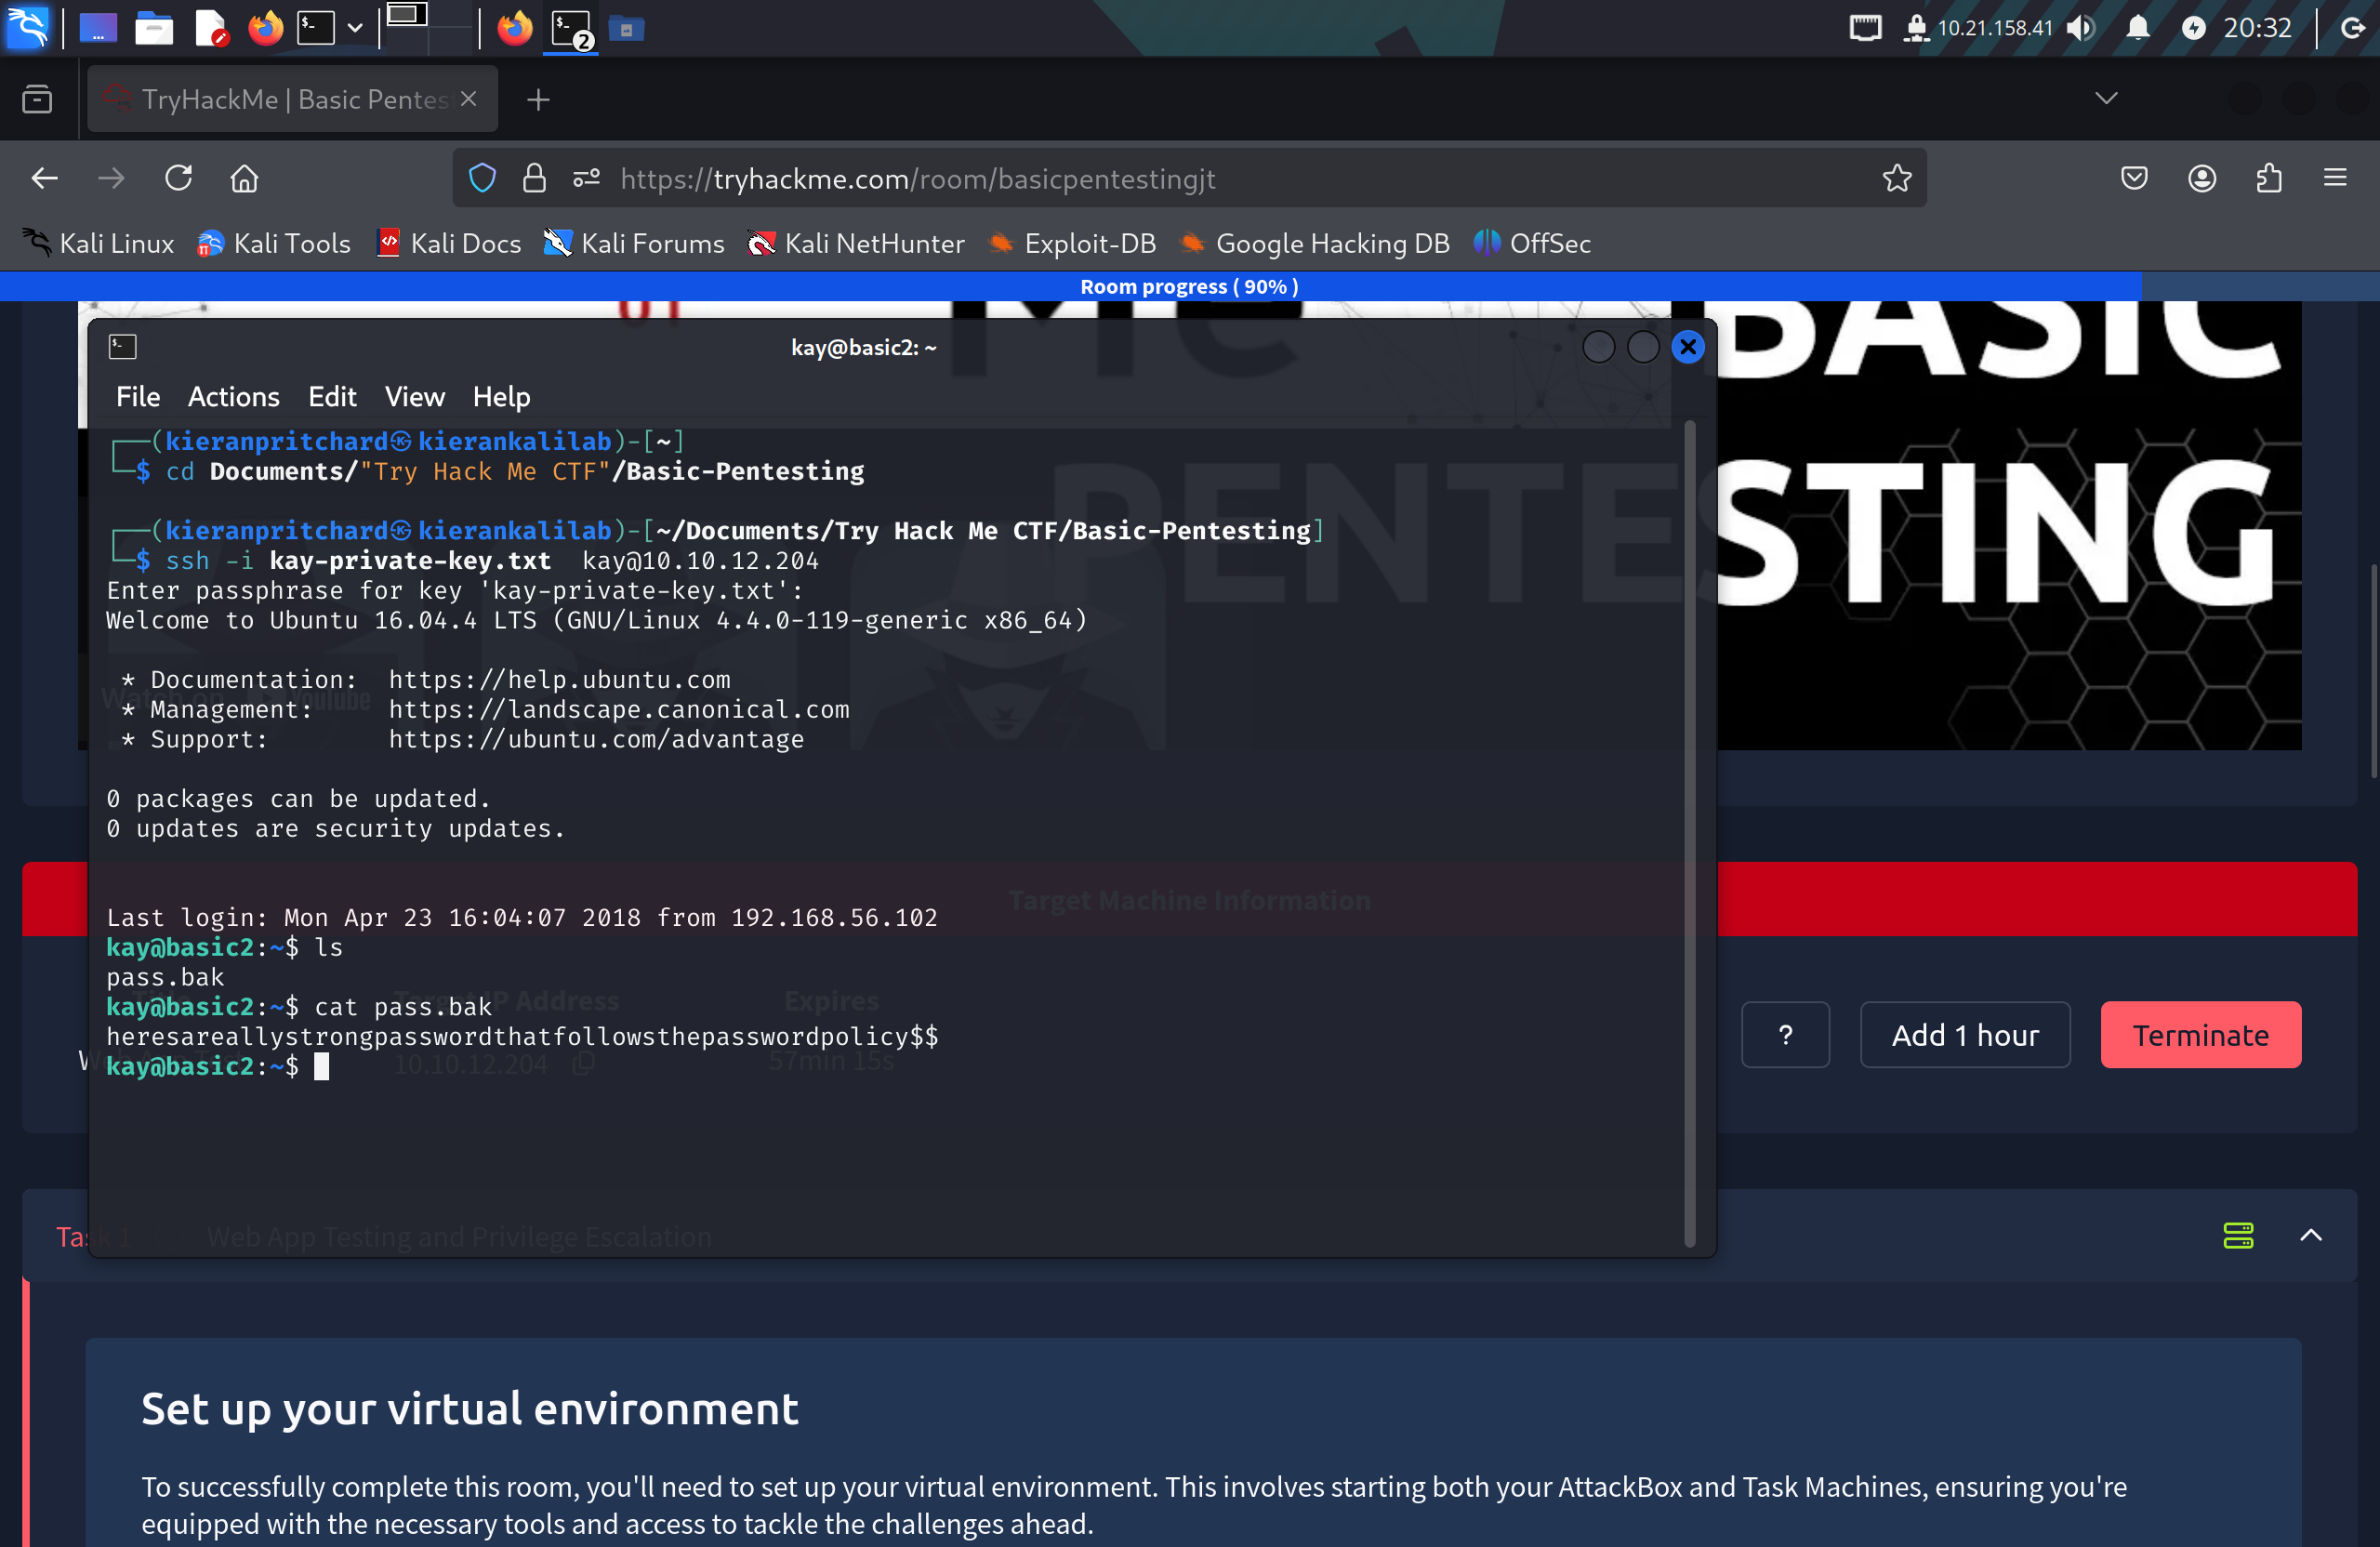 2
10.21.158.41
20:32
TryHackMe | Basic Pentes
https://tryhackme.com/room/basicpentestingjt
Kali Linux
Kali Tools
Kali Docs
Kali Forums
Kali NetHunter
Exploit-DB
Google Hacking DB
OffSec
Room progress ( 90% )
BASIC
PENTESTING
kay@basic2: ~
File Actions Edit View Help
(kieranpritchard㉿kierankalilab)-[~]
$ cd Documents/"Try Hack Me CTF"/Basic-Pentesting
(kieranpritchard㉿kierankalilab)-[~/Documents/Try Hack Me CTF/Basic-Pentesting]
$ ssh -i kay-private-key.txt  kay@10.10.12.204
Enter passphrase for key 'kay-private-key.txt':
Welcome to Ubuntu 16.04.4 LTS (GNU/Linux 4.4.0-119-generic x86_64)
* Documentation:  https://help.ubuntu.com
* Management:     https://landscape.canonical.com
* Support:        https://ubuntu.com/advantage
Watch on YouTube
0 packages can be updated.
0 updates are security updates.
Target Machine Information
Last login: Mon Apr 23 16:04:07 2018 from 192.168.56.102
kay@basic2:~$ ls
pass.bak
kay@basic2:~$ cat pass.bak
heresareallystrongpasswordthatfollowsthepasswordpolicy$$
kay@basic2:~$
Title
Target IP Address
Expires
10.10.12.204
57min 15s
?
Add 1 hour
Terminate
Task 1
Web App Testing and Privilege Escalation
Set up your virtual environment
To successfully complete this room, you'll need to set up your virtual environment. This involves starting both your AttackBox and Task Machines, ensuring you're
equipped with the necessary tools and access to tackle the challenges ahead.